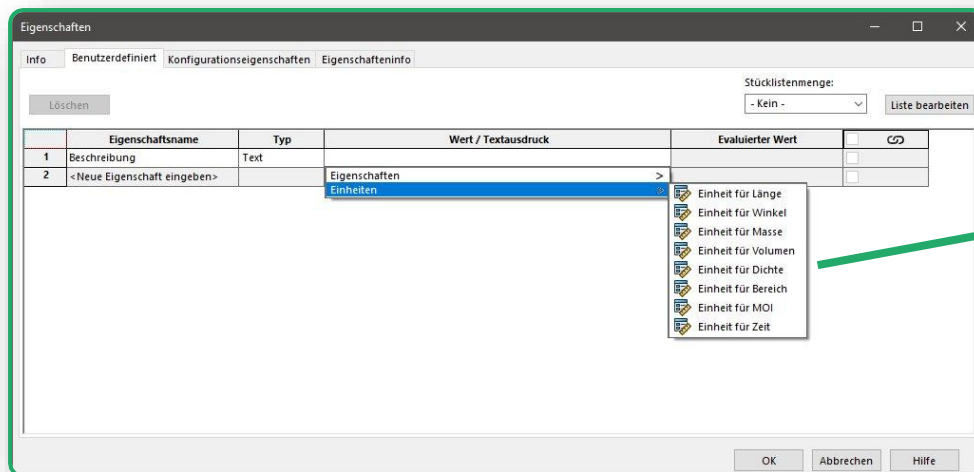 Eigenschaften
Info Benutzerdefiniert Konfigurationseigenschaften Eigenschafteninfo
Stücklistenmenge:
Löschen - Kein - Liste bearbeiten
Eigenschaftsname Typ Wert / Textausdruck Evaluierter Wert
1 Beschreibung Text
2 <Neue Eigenschaft eingeben> Eigenschaften >
Einheiten >
Einheit für Länge
Einheit für Winkel
Einheit für Masse
Einheit für Volumen
Einheit für Dichte
Einheit für Bereich
Einheit für MOI
Einheit für Zeit
OK Abbrechen Hilfe